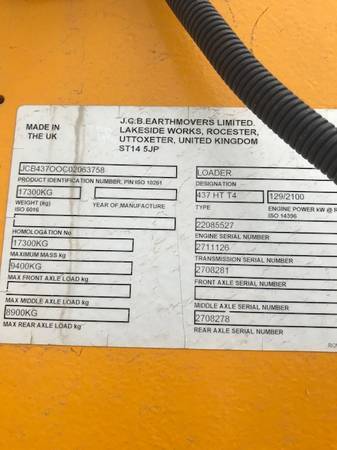 MADE IN
THE UK
J.C.B.EARTHMOVERS LIMITED.
LAKESIDE WORKS, ROCESTER,
UTTOXETER, UNITED KINGDOM
ST14 5JP
JCB437OOC02063758
PRODUCT IDENTIFICATION NUMBER, PIN ISO 10261
17300KG
WEIGHT (kg)
ISO 6016
YEAR OF MANUFACTURE
HOMOLOGATION No
17300KG
MAXIMUM MASS kg
9400KG
MAX FRONT AXLE LOAD kg
MAX MIDDLE AXLE LOAD kg
8900KG
MAX REAR AXLE LOAD kg
LOADER
DESIGNATION
437 HT T4
TYPE
129/2100
ENGINE POWER kW @
ISO 14396
22085527
ENGINE SERIAL NUMBER
2711126
TRANSMISSION SERIAL NUMBER
2708281
FRONT AXLE SERIAL NUMBER
MIDDLE AXLE SERIAL NUMBER
2708278
REAR AXLE SERIAL NUMBER